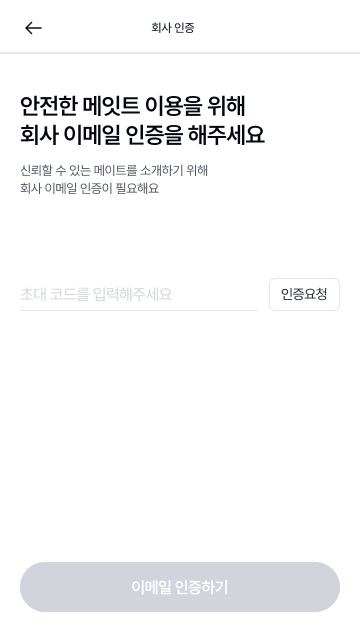 회사 인증
안전한 메잇트 이용을 위해
회사 이메일 인증을 해주세요
신뢰할 수 있는 메이트를 소개하기 위해
회사 이메일 인증이 필요해요
초대 코드를 입력해주세요
인증요청
이메일 인증하기